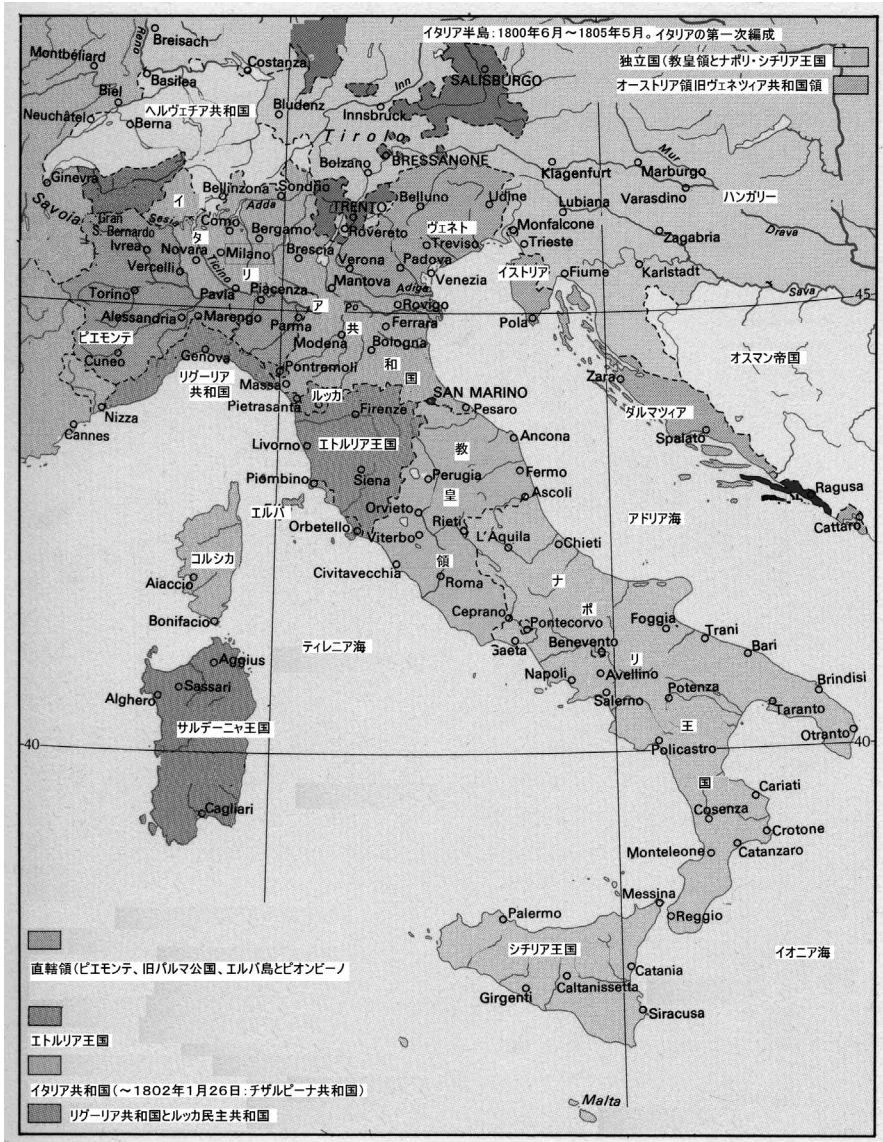 イタリア半島：1800年6月～1805年5月。イタリアの第一次編成
独立国（教皇領とナポリ・シチリア王国
オーストリア領旧ヴェネツィア共和国領
Reno
Breisach
Montbéliard
Costanza
Basilea
Inn
SALISBURGO
Biel
ヘルヴェチア共和国
Bludenz
Innsbruck
Neuchâtel
Berna
Tirolo
Mur
Bolzano
BRESSANONE
Klagenfurt
Marburgo
Ginevra
イ
Bellinzona
Sondrio
Varasdino
ハンガリー
Savoia
Adda
TRENTO
Belluno
Udine
Lubiana
Gran
S. Bernardo
Sesia
タ
Como
Bergamo
Rovereto
ヴェネト
Monfalcone
Zagabria
Drava
Ivrea
Novara
Milano
Brescia
Treviso
Trieste
Vercelli
Ticino
リ
Verona
Padova
Venezia
イストリア
Fiume
Karlstadt
Mantova
Adige
Sava
Torino
Pavia
Piacenza
ア
Po
Rovigo
45
Alessandria
Marengo
Parma
共
Ferrara
Pola
ピエモンテ
Modena
Bologna
オスマン帝国
Cuneo
Genova
Pontremoli
和
リグーリア
共和国
Massa
国
Zara
ルッカ
SAN MARINO
Nizza
Pietrasanta
Firenze
Pesaro
ダルマツィア
Cannes
Livorno
エトルリア王国
教
Ancona
Spalato
Piombino
Siena
Perugia
Fermo
皇
Ascoli
Ragusa
エルバ
Orvieto
Orbetello
Rieti
アドリア海
Cattaro
Viterbo
L'Aquila
Chieti
コルシカ
領
ナ
Civitavecchia
Aiaccio
Roma
ポ
Bonifacio
Ceprano
Pontecorvo
Foggia
Trani
ティレニア海
Gaeta
Benevento
リ
Bari
Aggius
Napoli
Avellino
Sassari
Potenza
Brindisi
Alghero
Salerno
Taranto
サルデーニャ王国
王
Otranto
40
Policastro
40
国
Cariati
Cagliari
Cosenza
Crotone
Monteleone
Catanzaro
Messina
Palermo
Reggio
シチリア王国
イオニア海
Catania
直轄領（ピエモンテ、旧パルマ公国、エルバ島とピオンビーノ
Girgenti
Caltanissetta
Siracusa
エトルリア王国
イタリア共和国（～1802年1月26日：チザルピーナ共和国）
Malta
リグーリア共和国とルッカ民主共和国